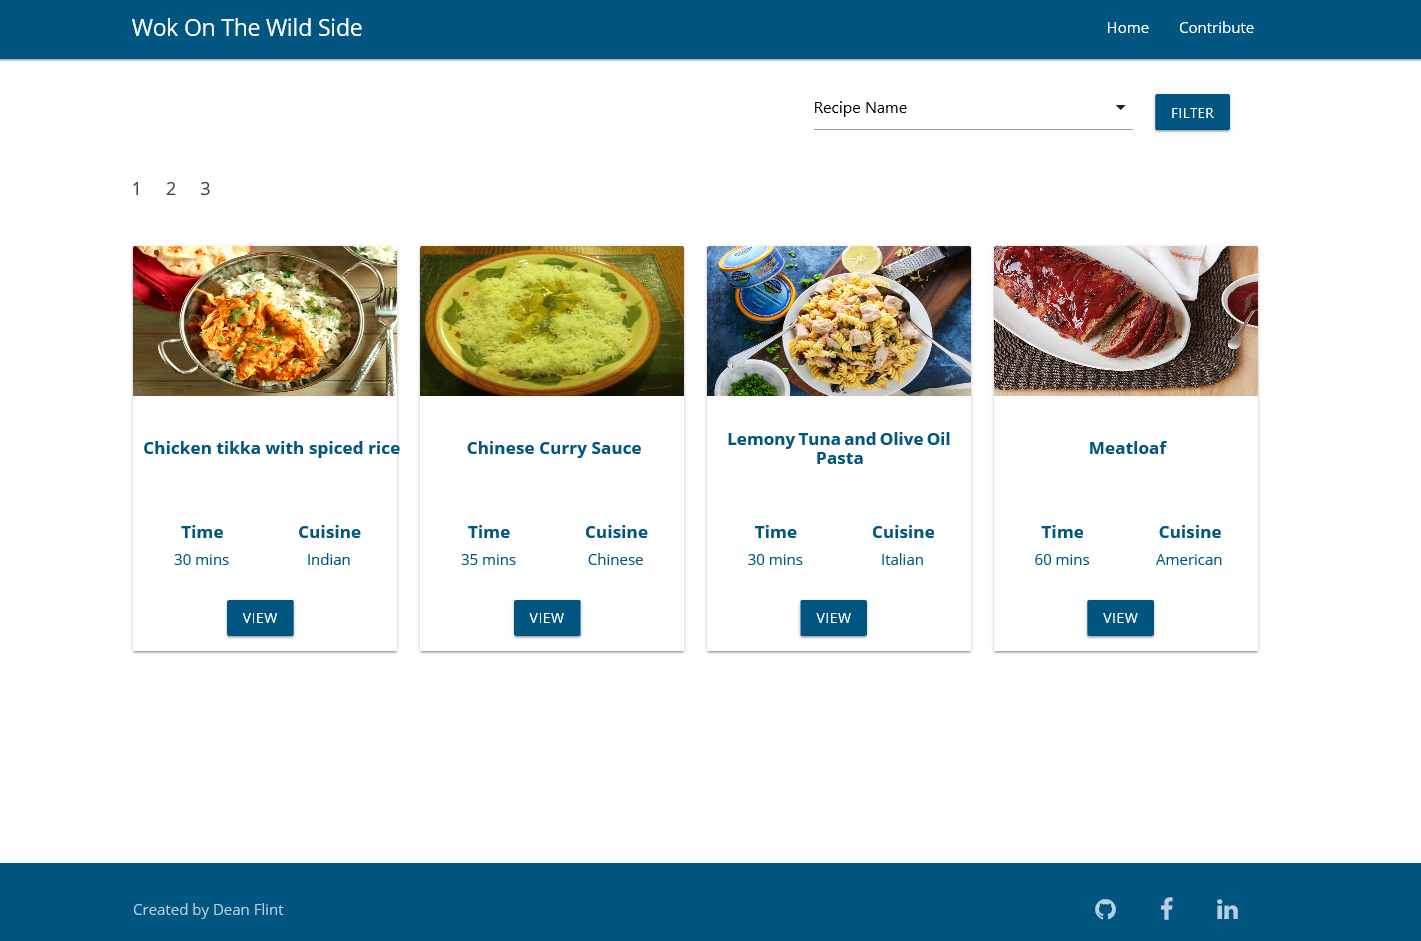 Wok On The Wild Side
Home Contribute
Recipe Name
FILTER
1 2 3
Chicken tikka with spiced rice
Time Cuisine
30 mins Indian
VIEW
Chinese Curry Sauce
Time Cuisine
35 mins Chinese
VIEW
Lemony Tuna and Olive Oil
Pasta
Time Cuisine
30 mins Italian
VIEW
Meatloaf
Time Cuisine
60 mins American
VIEW
Created by Dean Flint